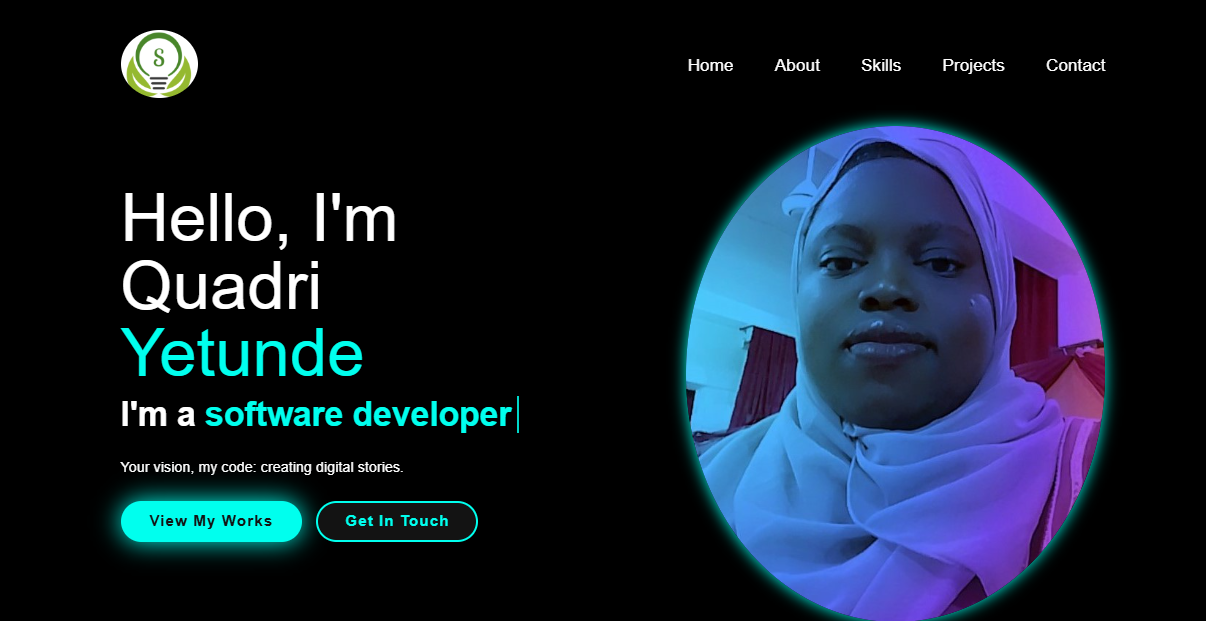 S
Home About Skills Projects Contact
Hello, I'm
Quadri
Yetunde
I'm a software developer
Your vision, my code: creating digital stories.
View My Works Get In Touch